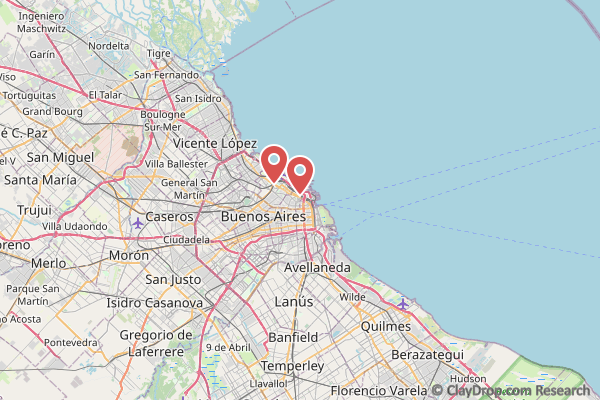 Ingeniero
Maschwitz
Nordelta
Tigre
Garín
San Fernando
Viso
Tortuguitas
El Talar
San Isidro
Grand Bourg
Boulogne
Sur-Mer
C. Paz
Vicente López
San Miguel
Villa Ballester
Santa María
General San
Martín
Trujui
Caseros
Buenos Aires
Villa Udaondo
Ciudadela
Moreno
Morón
Merlo
Avellaneda
San Justo
Parque San
Martín
Wilde
Isidro Casanova
Lanús
Acosta
Quilmes
Gregorio de
Laferrere
Banfield
Pontevedra
9 de Abril
Berazategui
Temperley
Hudson
Llavallol
Florencio Varela
© ClayDrop.com Research